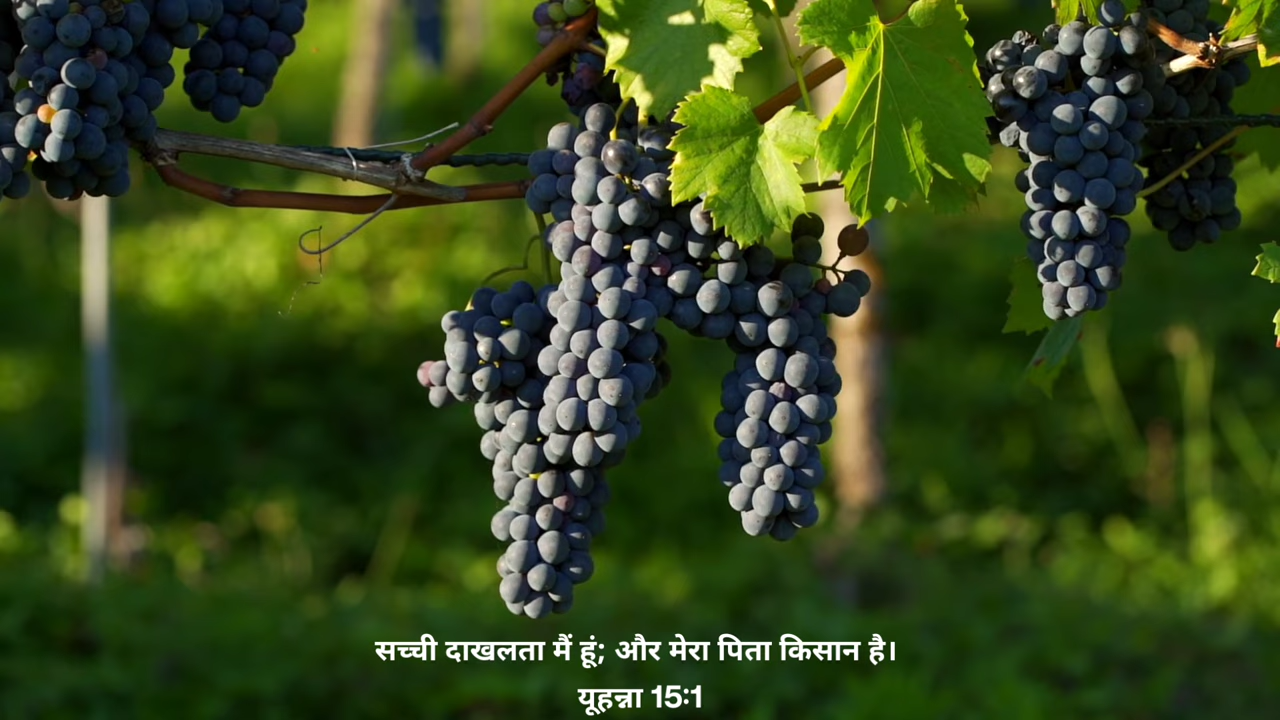 सच्ची दाखलता मैं हूं; और मेरा पिता किसान है।
यूहन्ना 15:1